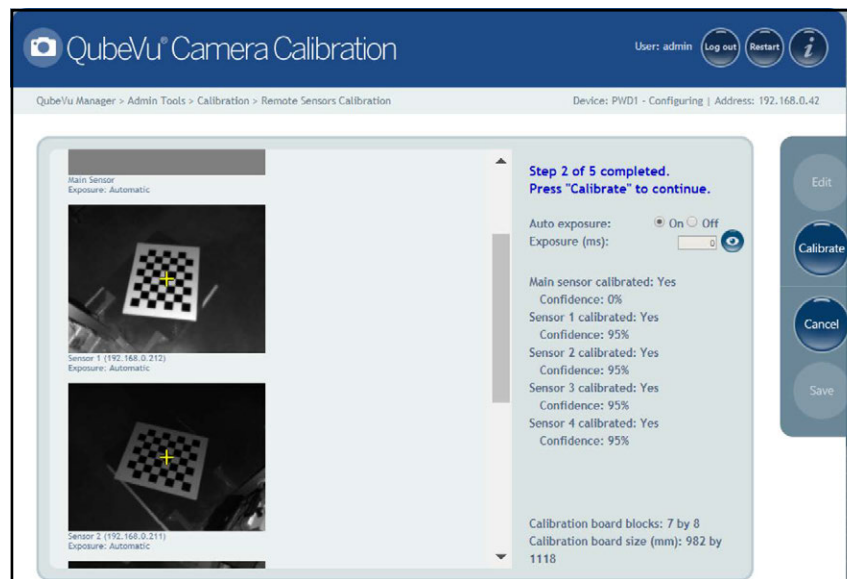 QubeVu® Camera Calibration
User: admin
Log out
Restart
i
QubeVu Manager > Admin Tools > Calibration > Remote Sensors Calibration
Device: PWD1 - Configuring | Address: 192.168.0.42
Main Sensor
Exposure: Automatic
Sensor 1 (192.168.0.212)
Exposure: Automatic
Sensor 2 (192.168.0.211)
Exposure: Automatic
Step 2 of 5 completed.
Press "Calibrate" to continue.
Auto exposure: On Off
Exposure (ms): 0
Main sensor calibrated: Yes
Confidence: 0%
Sensor 1 calibrated: Yes
Confidence: 95%
Sensor 2 calibrated: Yes
Confidence: 95%
Sensor 3 calibrated: Yes
Confidence: 95%
Sensor 4 calibrated: Yes
Confidence: 95%
Calibration board blocks: 7 by 8
Calibration board size (mm): 982 by
1118
Edit
Calibrate
Cancel
Save